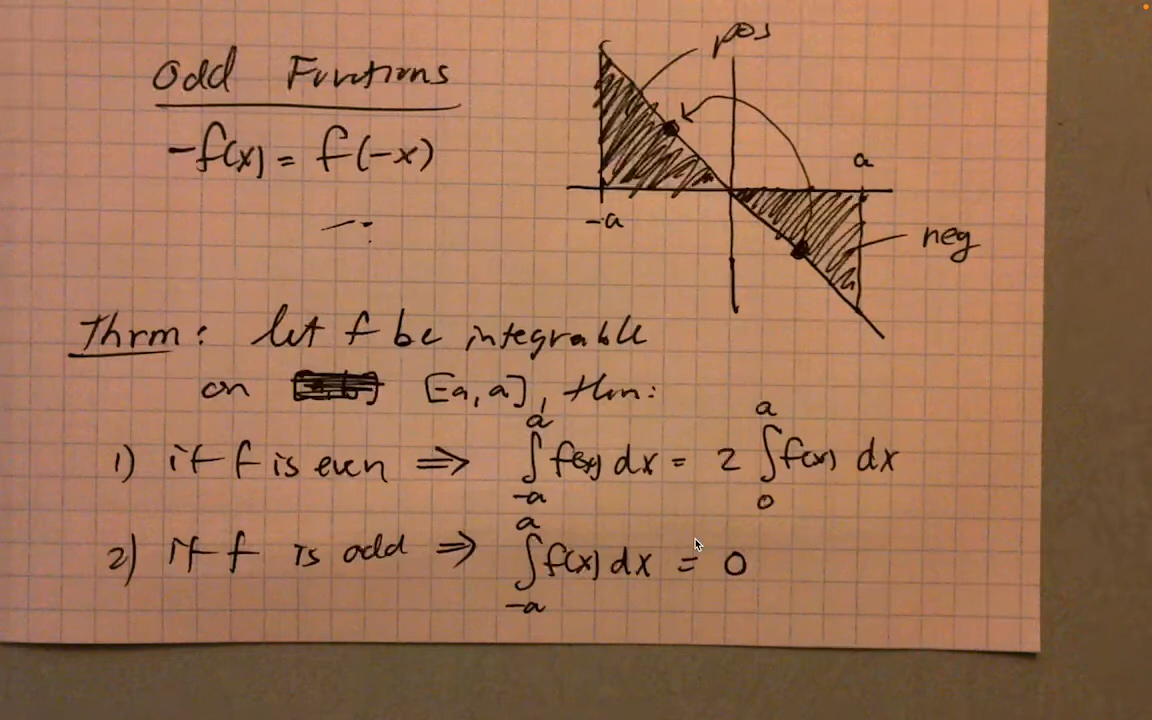 Odd Functions
-f(x) = f(-x)
pos
a
-a
neg
Thrm: let f be integrable
on [-a, a], then:
1) if f is even ⇒ ∫_{-a}^{a} f(x) dx = 2 ∫_{0}^{a} f(x) dx
2) if f is odd ⇒ ∫_{-a}^{a} f(x) dx = 0